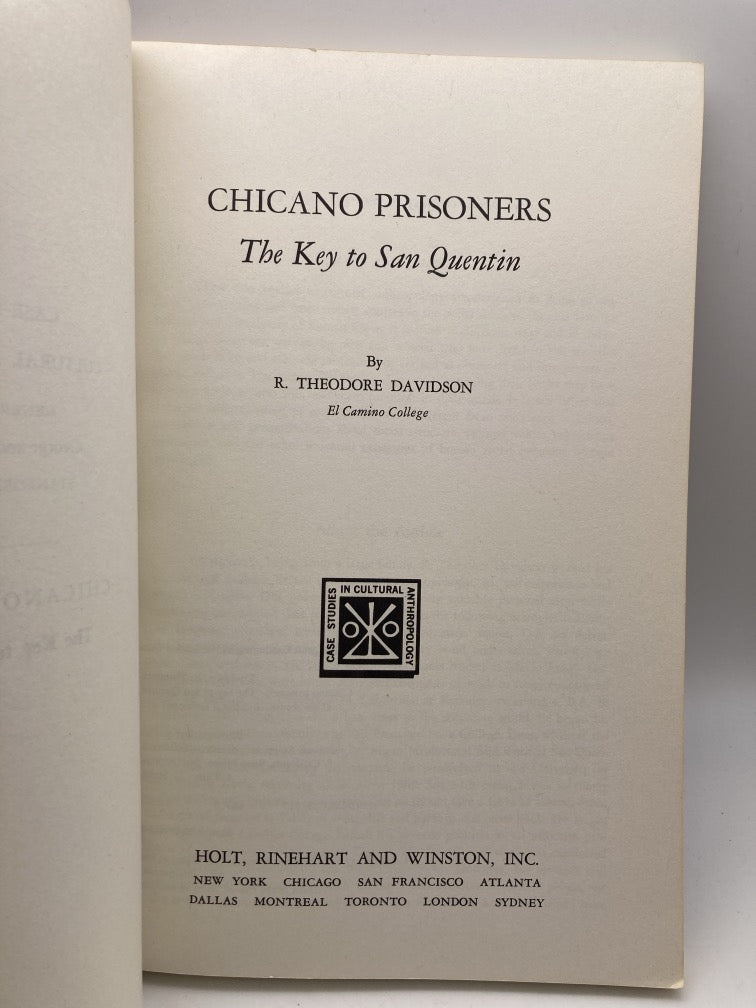 CHICANO PRISONERS
The Key to San Quentin
By
R. THEODORE DAVIDSON
El Camino College
CASE STUDIES
IN CULTURAL
ANTHROPOLOGY
HOLT, RINEHART AND WINSTON, INC.
NEW YORK CHICAGO SAN FRANCISCO ATLANTA
DALLAS MONTREAL TORONTO LONDON SYDNEY